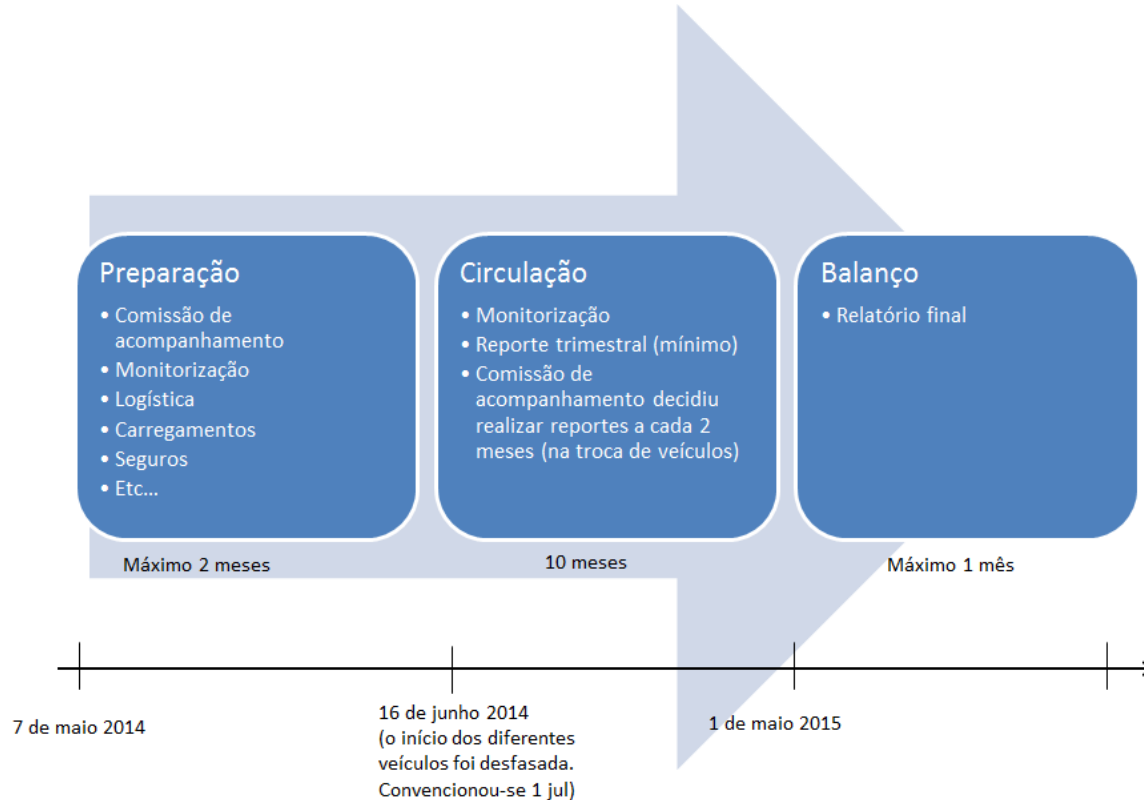 Preparação
• Comissão de
acompanhamento
• Monitorização
• Logística
• Carregamentos
• Seguros
• Etc...
Máximo 2 meses
Circulação
• Monitorização
• Reporte trimestral (mínimo)
• Comissão de
acompanhamento decidiu
realizar reportes a cada 2
meses (na troca de veículos)
10 meses
Balanço
• Relatório final
Máximo 1 mês
7 de maio 2014
16 de junho 2014
(o início dos diferentes
veículos foi desfasada.
Convencionou-se 1 jul)
1 de maio 2015